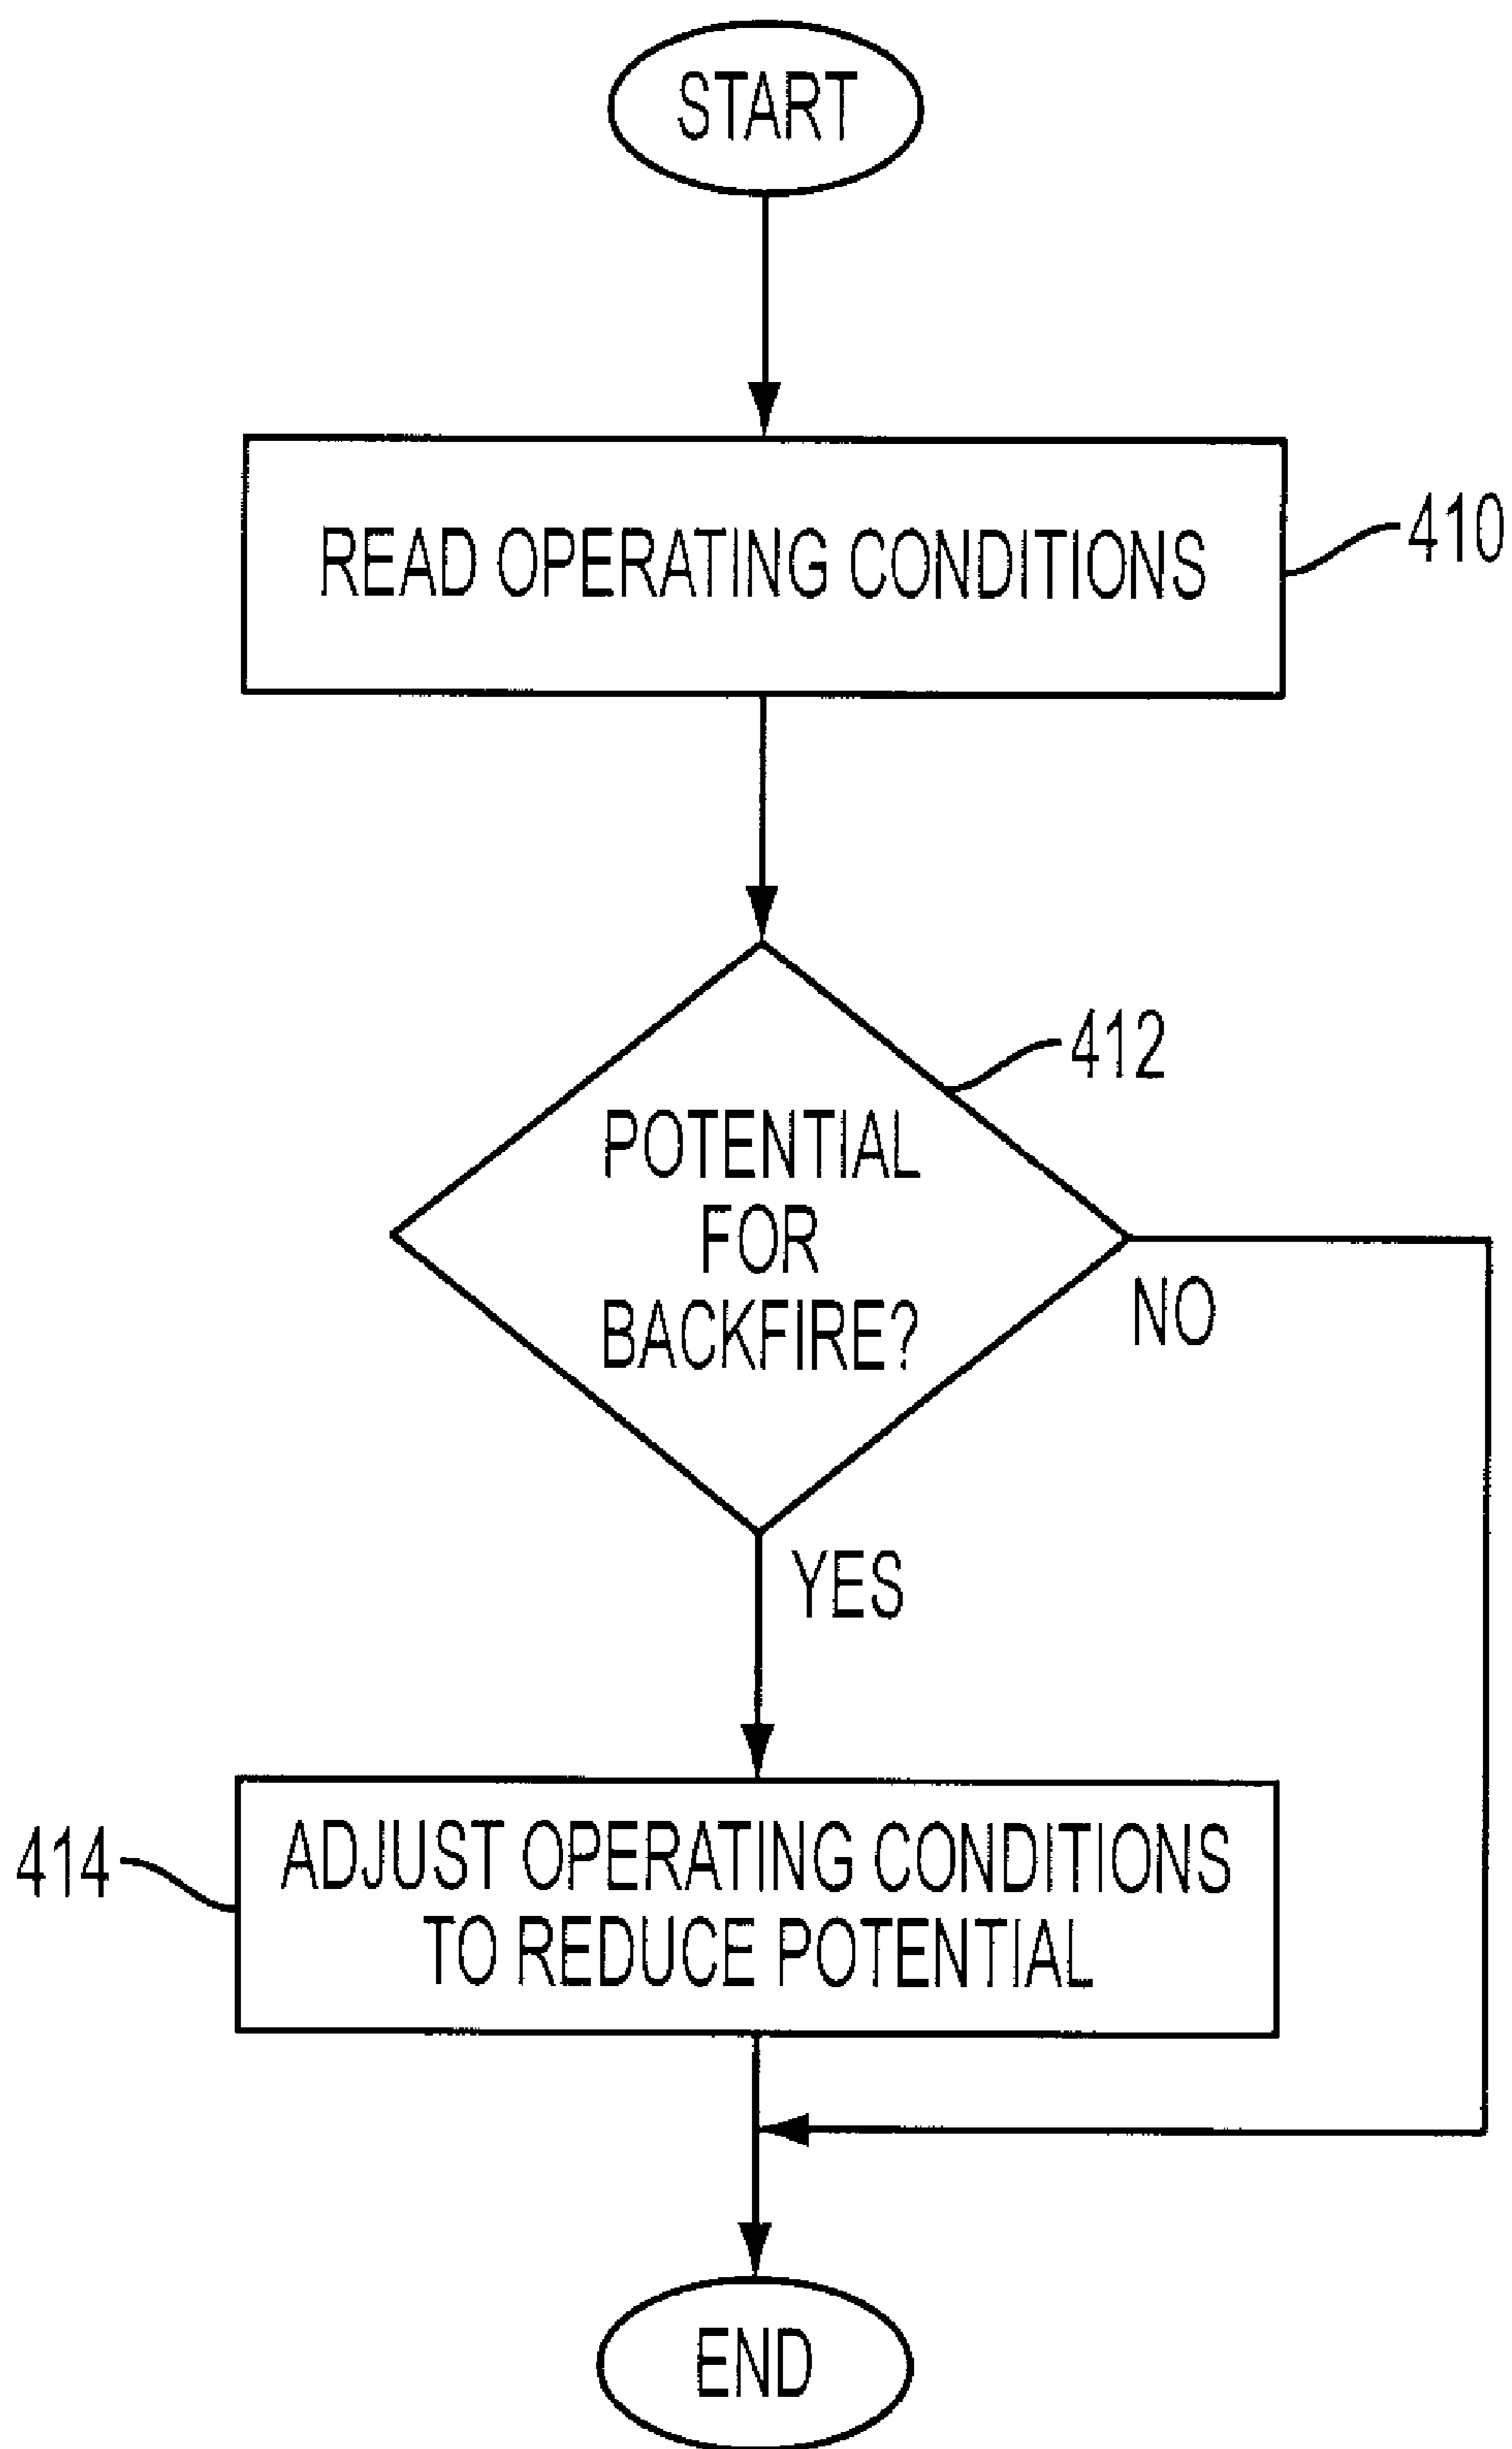 START
READ OPERATING CONDITIONS
410
412
POTENTIAL
FOR
BACKFIRE?
NO
YES
414
ADJUST OPERATING CONDITIONS
TO REDUCE POTENTIAL
END